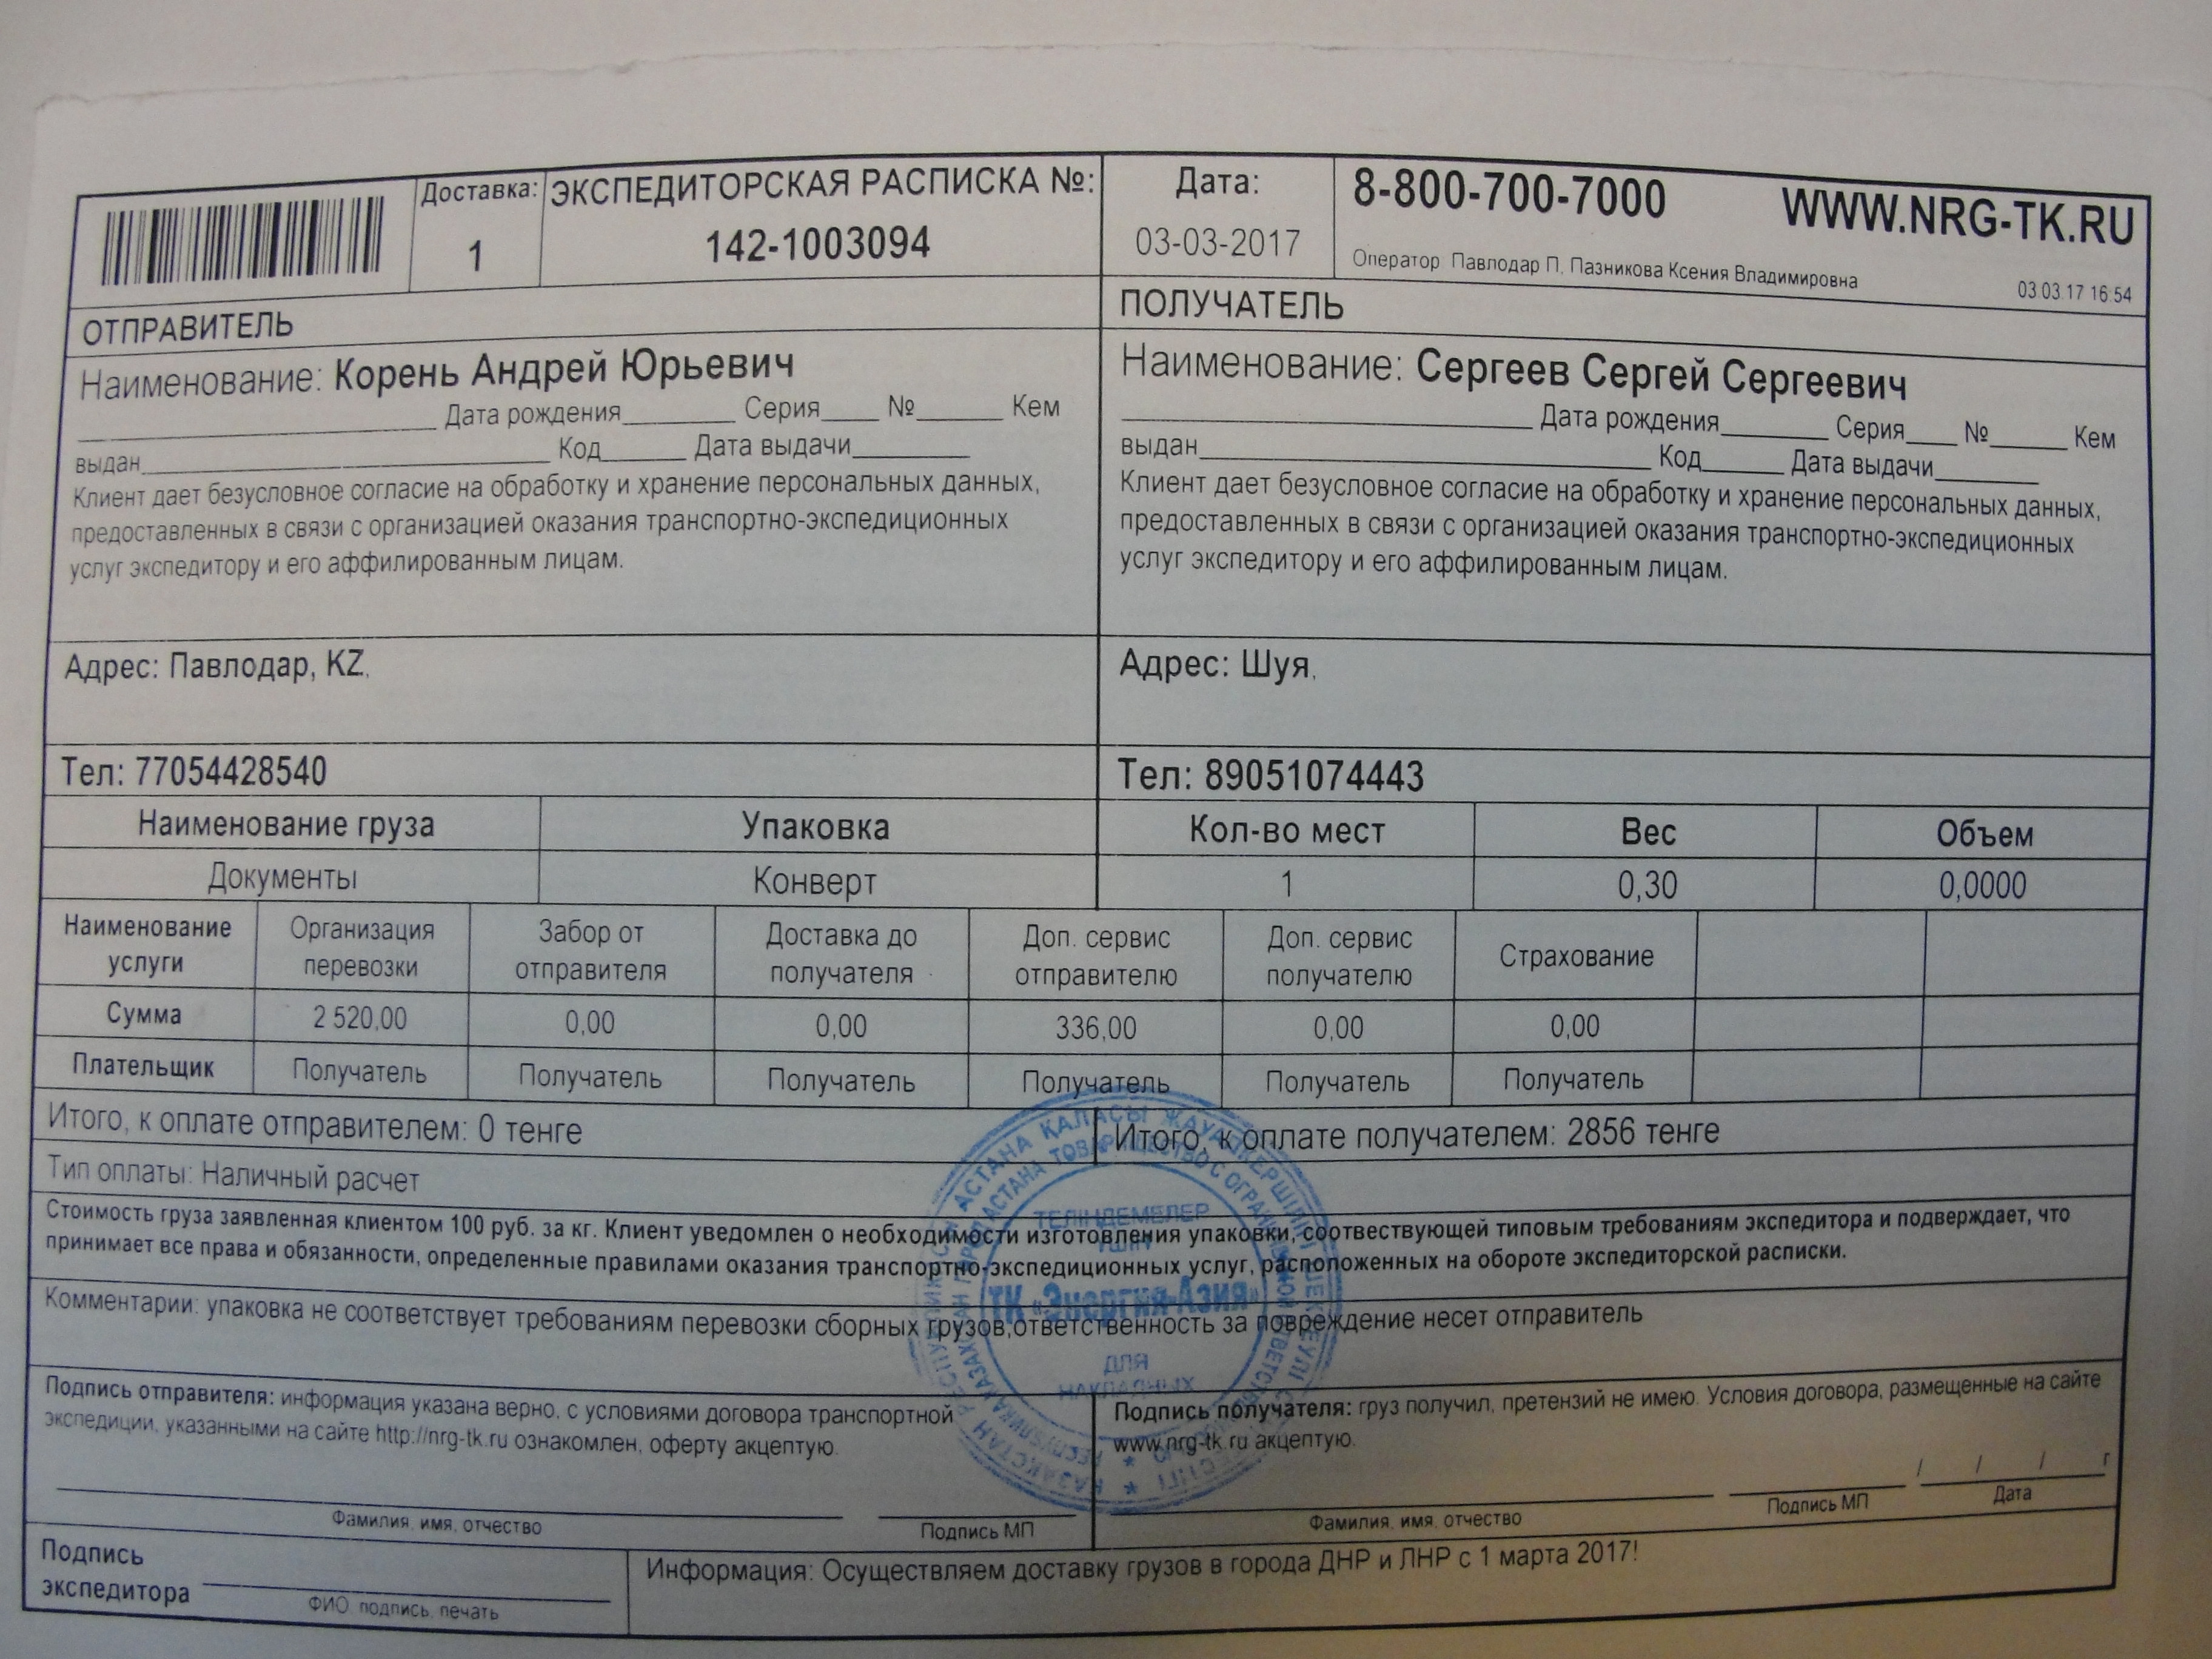 Доставка:
1
ЭКСПЕДИТОРСКАЯ РАСПИСКА №:
142-1003094
Дата:
03-03-2017
8-800-700-7000 WWW.NRG-TK.RU
Оператор Павлодар П, Пазникова Ксения Владимировна
03.03.17 16:54
ОТПРАВИТЕЛЬ
Наименование: Корень Андрей Юрьевич
Дата рождения Серия № Кем
выдан Код Дата выдачи
Клиент дает безусловное согласие на обработку и хранение персональных данных,
предоставленных в связи с организацией оказания транспортно-экспедиционных
услуг экспедитору и его аффилированным лицам.
Адрес: Павлодар, KZ,
Тел: 77054428540
ПОЛУЧАТЕЛЬ
Наименование: Сергеев Сергей Сергеевич
Дата рождения Серия № Кем
выдан Код Дата выдачи
Клиент дает безусловное согласие на обработку и хранение персональных данных,
предоставленных в связи с организацией оказания транспортно-экспедиционных
услуг экспедитору и его аффилированным лицам.
Адрес: Шуя,
Тел: 89051074443
Наименование груза Упаковка Кол-во мест Вес Объем
Документы Конверт 1 0,30 0,0000
Наименование услуги Организация перевозки Забор от отправителя Доставка до получателя Доп. сервис отправителю Доп. сервис получателю Страхование
Сумма 2 520,00 0,00 0,00 336,00 0,00 0,00
Плательщик Получатель Получатель Получатель Получатель Получатель Получатель
Итого, к оплате отправителем: 0 тенге
Итого, к оплате получателем: 2856 тенге
Тип оплаты: Наличный расчет
Стоимость груза заявленная клиентом 100 руб. за кг. Клиент уведомлен о необходимости изготовления упаковки, соотвествующей типовым требованиям экспедитора и подверждает, что
принимает все права и обязанности, определенные правилами оказания транспортно-экспедиционных услуг, расположенных на обороте экспедиторской расписки.
Комментарии: упаковка не соответствует требованиям перевозки сборных грузов,ответственность за повреждение несет отправитель
ТЕЛІНДЕМЕЛЕР
ҮШІН
ТК «Энергия-Азия»
ДЛЯ
НАКЛАДНЫХ
Подпись отправителя: информация указана верно, с условиями договора транспортной
экспедиции, указанными на сайте http://nrg-tk.ru ознакомлен, оферту акцептую.
Фамилия, имя, отчество Подпись МП
Подпись получателя: груз получил, претензий не имею. Условия договора, размещенные на сайте
www.nrg-tk.ru акцептую.
/ / / г
Фамилия, имя, отчество Подпись МП Дата
Подпись
экспедитора
ФИО, подпись, печать
Информация: Осуществляем доставку грузов в города ДНР и ЛНР с 1 марта 2017!